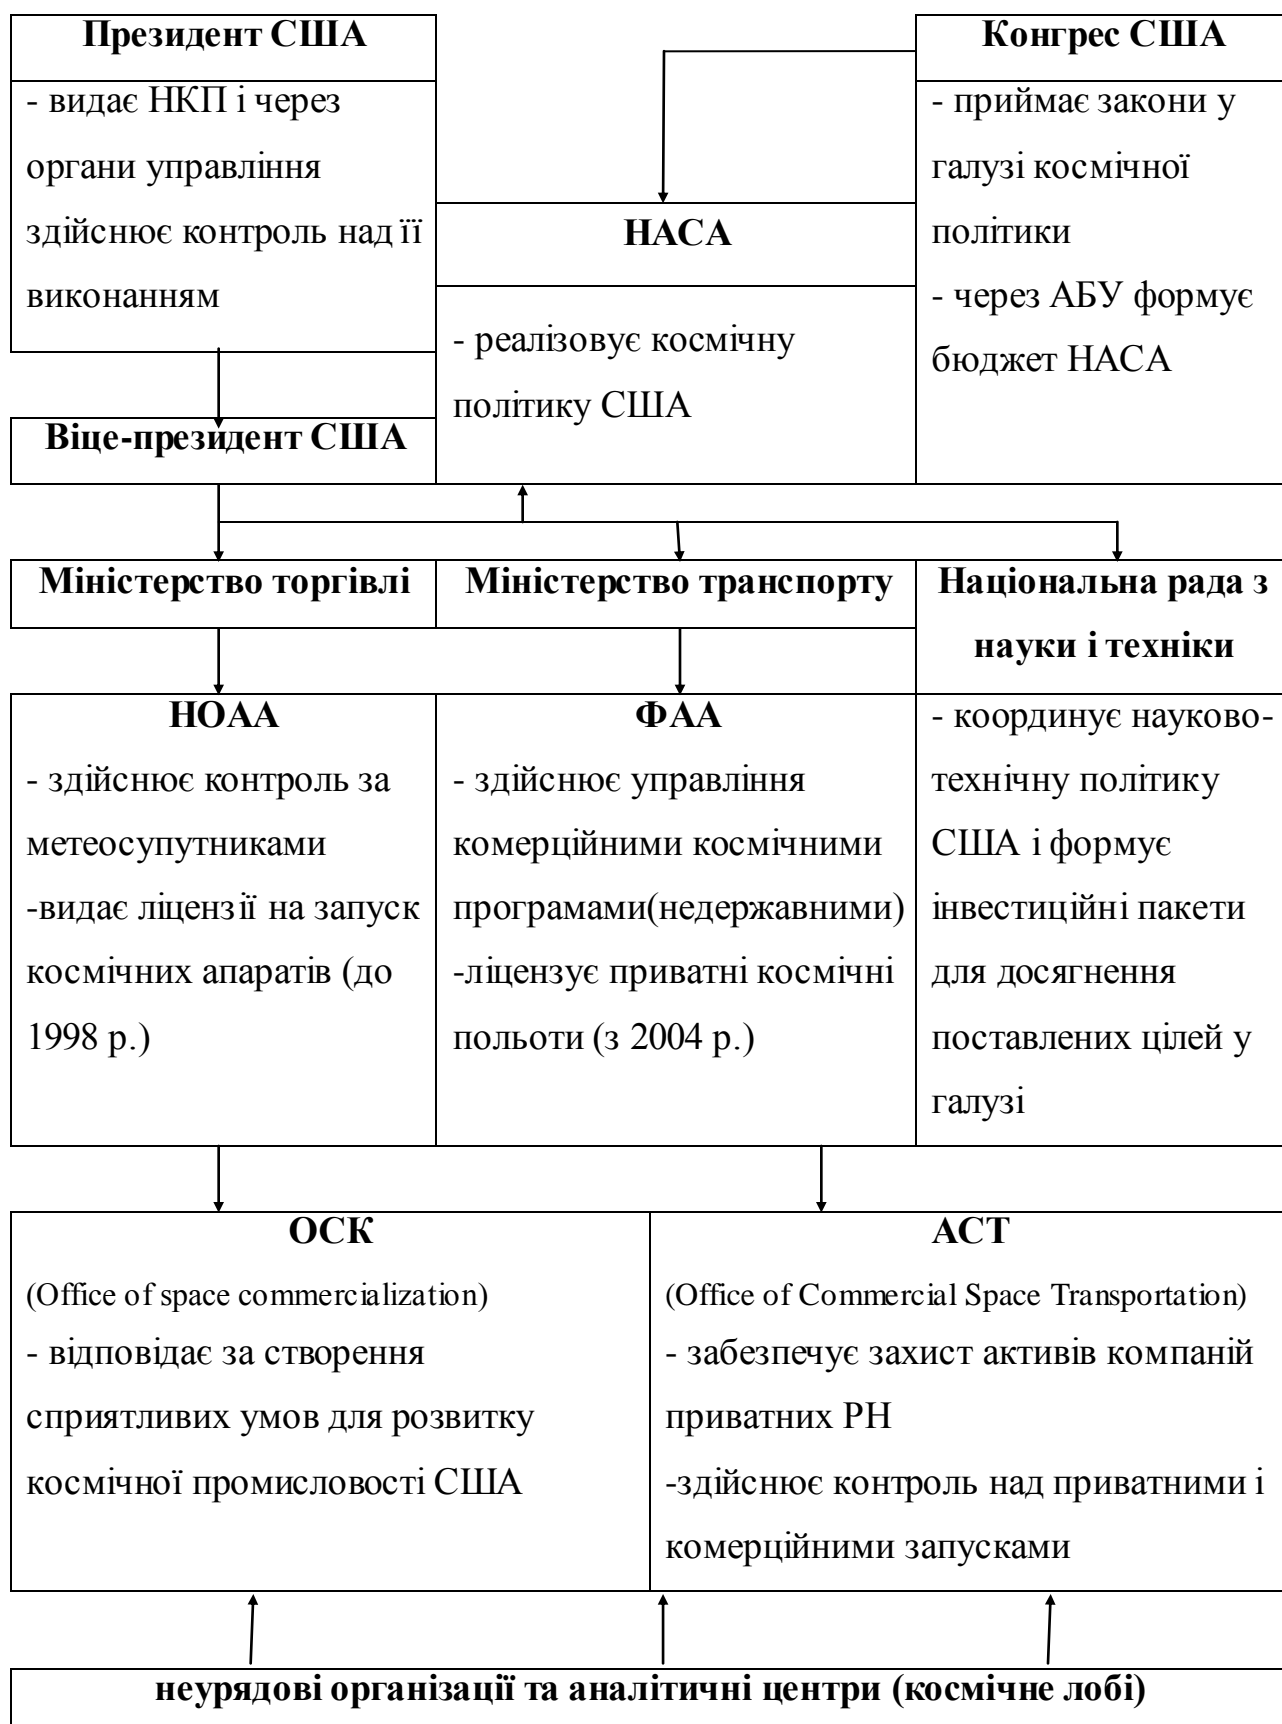 Президент США
- видає НКП і через
органи управління
здійснює контроль над її
виконанням
Конгрес США
- приймає закони у
галузі космічної
політики
- через АБУ формує
бюджет НАСА
НАСА
- реалізовує космічну
політику США
Віце-президент США
Міністерство торгівлі
Міністерство транспорту
Національна рада з
науки і техніки
НОАА
- здійснює контроль за
метеосупутниками
-видає ліцензії на запуск
космічних апаратів (до
1998 р.)
ФАА
- здійснює управління
комерційними космічними
програмами(недержавними)
-ліцензує приватні космічні
польоти (з 2004 р.)
- координує науково-
технічну політику
США і формує
інвестиційні пакети
для досягнення
поставлених цілей у
галузі
ОСК
(Office of space commercialization)
- відповідає за створення
сприятливих умов для розвитку
космічної промисловості США
АСТ
(Office of Commercial Space Transportation)
- забезпечує захист активів компаній
приватних РН
-здійснює контроль над приватними і
комерційними запусками
неурядові організації та аналітичні центри (космічне лобі)